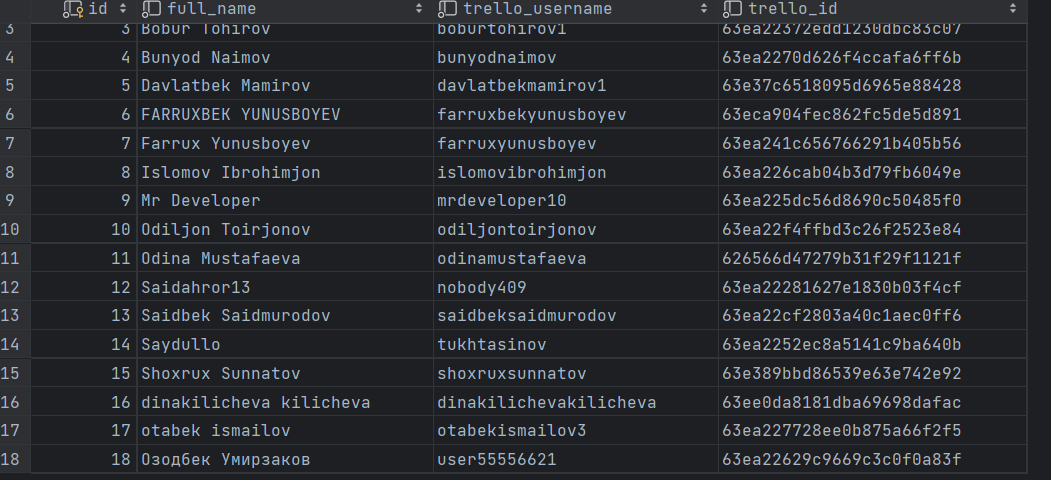 id full_name trello_username trello_id
3 3 Bobur Tohirov boburtohirov1 63ea22372edd1230dbc83c07
4 4 Bunyod Naimov bunyodnaimov 63ea2270d626f4ccafa6ff6b
5 5 Davlatbek Mamirov davlatbekmamirov1 63e37c6518095d6965e88428
6 6 FARRUXBEK YUNUSBOYEV farruxbekyunusboyev 63eca904fec862fc5de5d891
7 7 Farrux Yunusboyev farruxyunusboyev 63ea241c656766291b405b56
8 8 Islomov Ibrohimjon islomovibrohimjon 63ea226cab04b3d79fb6049e
9 9 Mr Developer mrdeveloper10 63ea225dc56d8690c50485f0
10 10 Odiljon Toirjonov odiljontoirjonov 63ea22f4ffbd3c26f2523e84
11 11 Odina Mustafaeva odinamustafaeva 626566d47279b31f29f1121f
12 12 Saidahror13 nobody409 63ea22281627e1830b03f4cf
13 13 Saidbek Saidmurodov saidbeksaidmurodov 63ea22cf2803a40c1aec0ff6
14 14 Saydullo tukhtasinov 63ea2252ec8a5141c9ba640b
15 15 Shoxrux Sunnatov shoxruxsunnatov 63e389bbd86539e63e742e92
16 16 dinakilicheva kilicheva dinakilichevakilicheva 63ee0da8181dba69698dafac
17 17 otabek ismailov otabekismailov3 63ea227728ee0b875a66f2f5
18 18 Озодбек Умирзаков user55556621 63ea22629c9669c3c0f0a83f